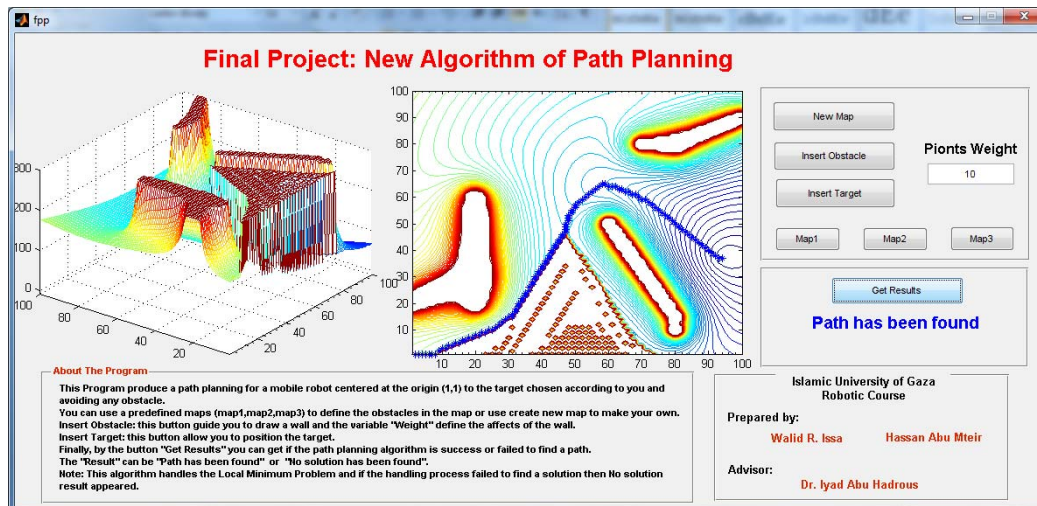 fpp
Final Project: New Algorithm of Path Planning
300
200
100
0
100
80
60
40
20
20
40
60
80
100
100
90
80
70
60
50
40
30
20
10
10 20 30 40 50 60 70 80 90 100
New Map
Insert Obstacle
Insert Target
Pionts Weight
10
Map1 Map2 Map3
Get Results
Path has been found
About The Program
This Program produce a path planning for a mobile robot centered at the origin (1,1) to the target chosen according to you and
avoiding any obstacle.
You can use a predefined maps (map1,map2,map3) to define the obstacles in the map or use create new map to make your own.
Insert Obstacle: this button guide you to draw a wall and the variable "Weight" define the affects of the wall.
Insert Target: this button allow you to position the target.
Finally, by the button "Get Results" you can get if the path planning algorithm is success or failed to find a path.
The "Result" can be "Path has been found" or "No solution has been found".
Note: This algorithm handles the Local Minimum Problem and if the handling process failed to find a solution then No solution
result appeared.
Islamic University of Gaza
Robotic Course
Prepared by:
Walid R. Issa Hassan Abu Mteir
Advisor:
Dr. Iyad Abu Hadrous